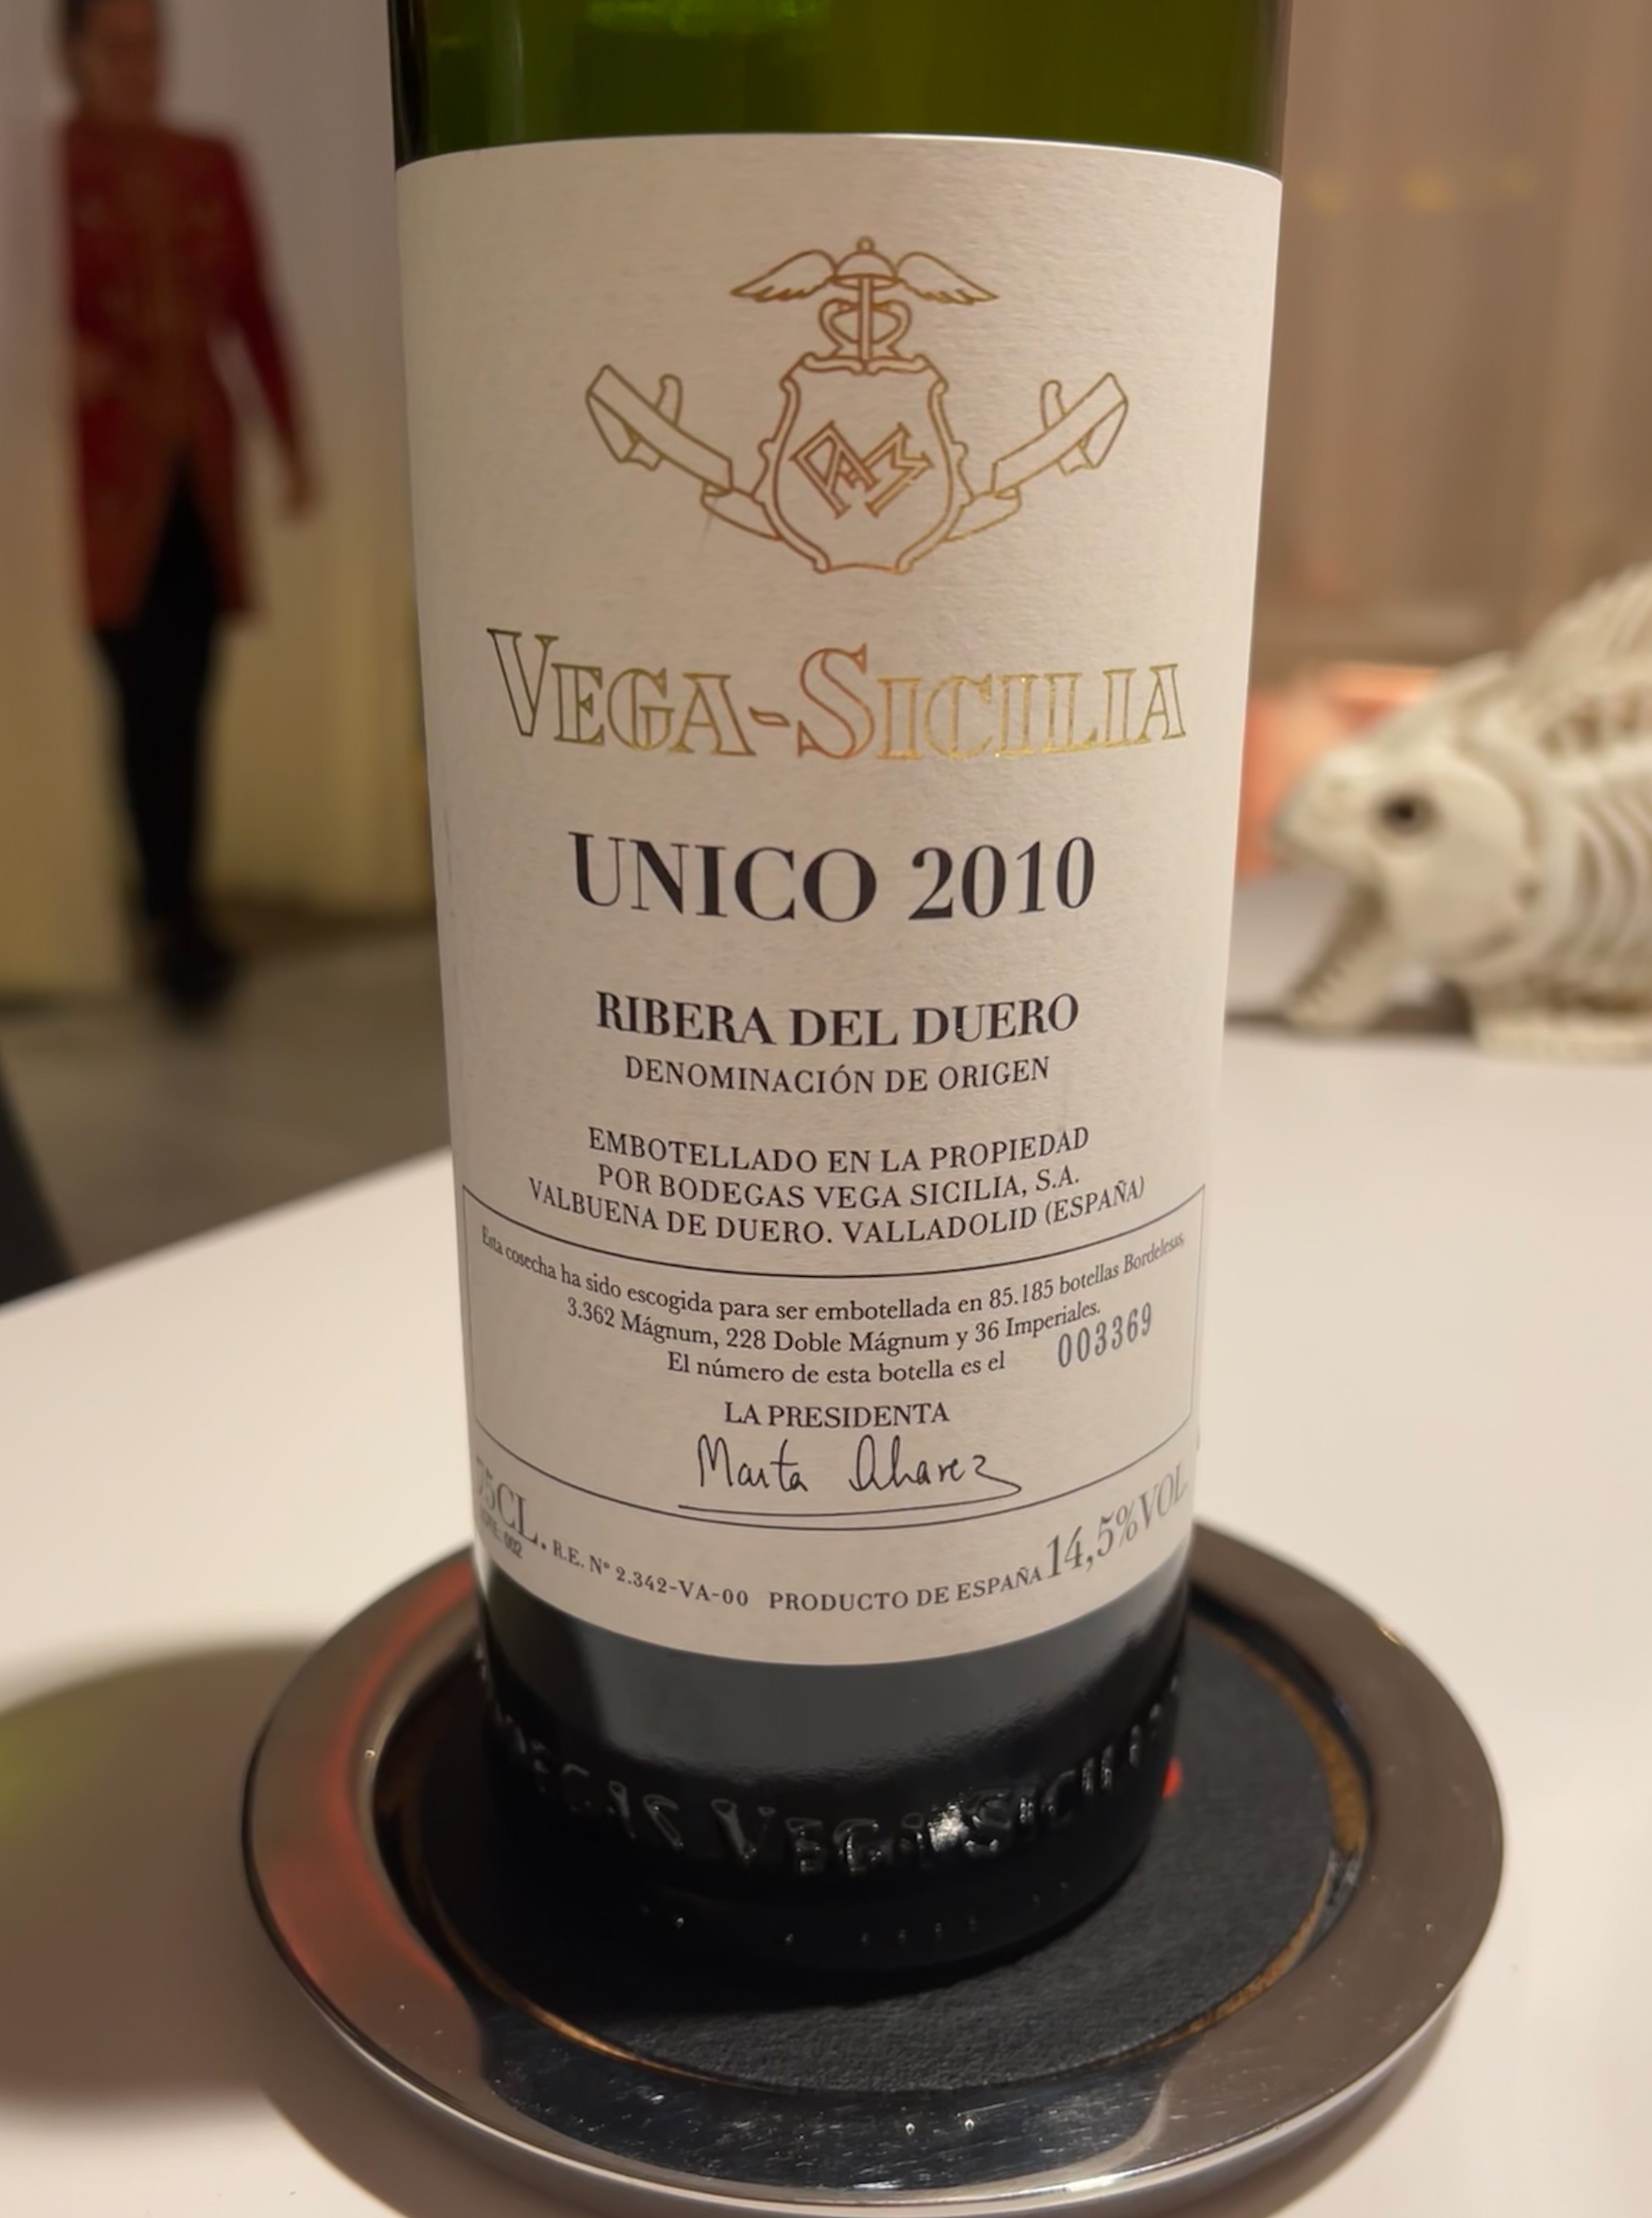 VEGA-SICILIA
UNICO 2010
RIBERA DEL DUERO
DENOMINACIÓN DE ORIGEN
EMBOTELLADO EN LA PROPIEDAD
POR BODEGAS VEGA SICILIA, S.A.
VALBUENA DE DUERO. VALLADOLID (ESPAÑA)
Esta cosecha ha sido escogida para ser embotellada en 85.185 botellas Bordelesas,
3.362 Mágnum, 228 Doble Mágnum y 36 Imperiales.
El número de esta botella es el 003369
LA PRESIDENTA
Marta Alvarez
75CL. R.E. Nº 2.342-VA-00 PRODUCTO DE ESPAÑA 14,5%VOL
002
VEGA SICILIA